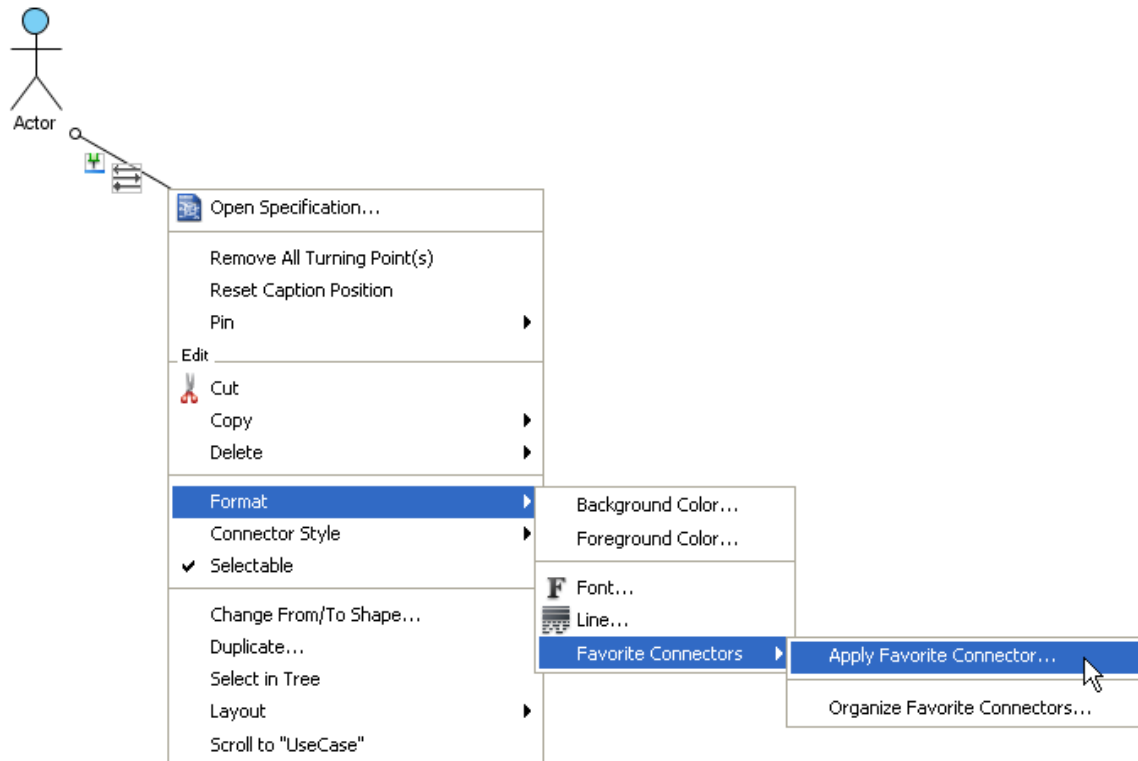 Actor
Open Specification...
Remove All Turning Point(s)
Reset Caption Position
Pin
Edit
Cut
Copy
Delete
Format
Connector Style
Selectable
Change From/To Shape...
Duplicate...
Select in Tree
Layout
Scroll to "UseCase"
Background Color...
Foreground Color...
Font...
Line...
Favorite Connectors
Apply Favorite Connector...
Organize Favorite Connectors...